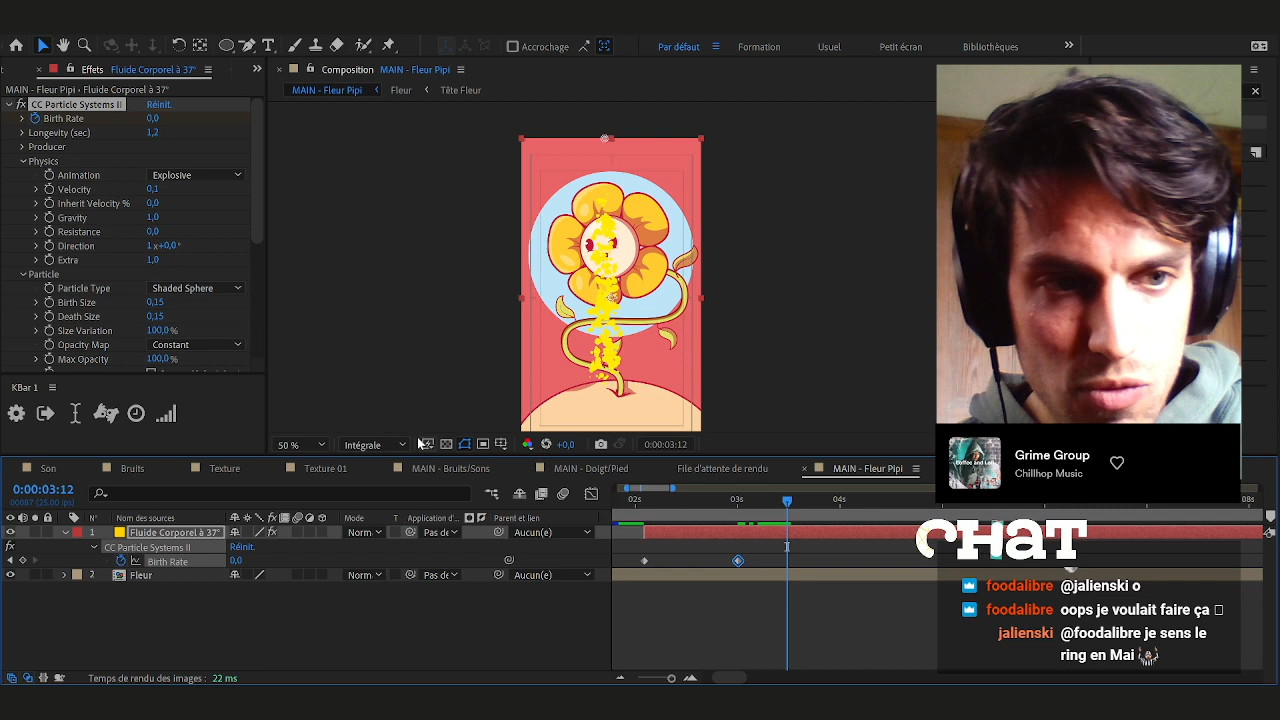 Accrochage
Par défaut
Formation
Usuel
Petit écran
Bibliothèques
Effets Fluide Corporel à 37°
Composition MAIN - Fleur Pipi
MAIN - Fleur Pipi • Fluide Corporel à 37°
MAIN - Fleur Pipi
Fleur
Tête Fleur
CC Particle Systems II Réinit.
Birth Rate 0,0
Longevity (sec) 1,2
Producer
Physics
Animation Explosive
Velocity 0,1
Inherit Velocity % 0,0
Gravity 1,0
Resistance 0,0
Direction 1x+0,0°
Extra 1,0
Particle
Particle Type Shaded Sphere
Birth Size 0,15
Death Size 0,15
Size Variation 100,0%
Opacity Map Constant
Max Opacity 100,0%
KBar 1
50 %
Intégrale
+0,0
0:00:03:12
Grime Group
Chillhop Music
Son
Bruits
Texture
Texture 01
MAIN - Bruits/Sons
MAIN - Doigt/Pied
File d'attente de rendu
MAIN - Fleur Pipi
0:00:03:12
00087 (25.00 fps)
02s
03s
04s
08s
N° Nom des sources
Mode T Application d'...
Parent et lien
1 Fluide Corporel à 37°
Norm
Pas de
Aucun(e)
CC Particle Systems II Réinit.
Birth Rate 0,0
2 Fleur
Norm
Pas de
Aucun(e)
Temps de rendu des images : 22 ms
CHAT
foodalibre @jalienski o
foodalibre oops je voulait faire ça
jalienski @foodalibre je sens le
ring en Mai